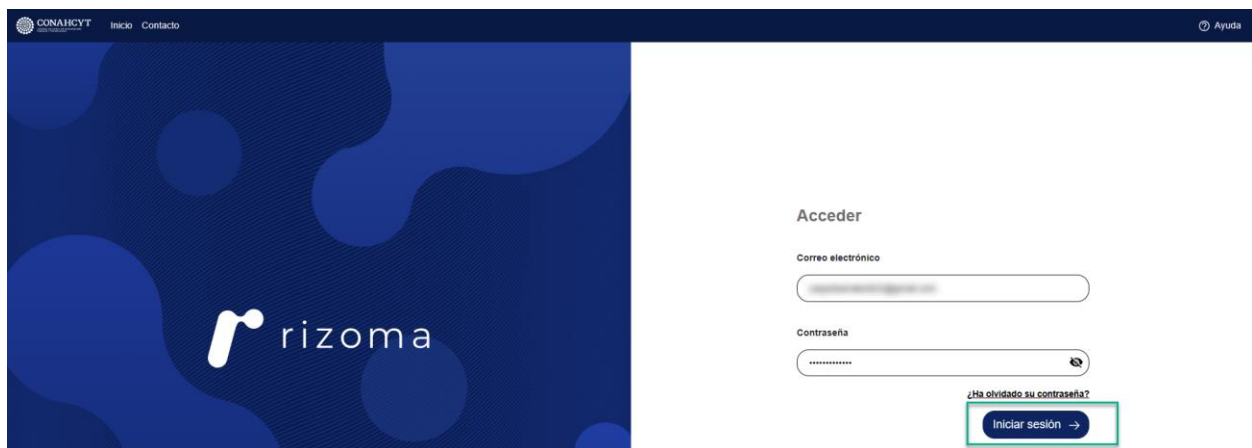 CONAHCYT Inicio Contacto Ayuda
Acceder
Correo electrónico
Contraseña
¿Ha olvidado su contraseña?
Iniciar sesión →
rizoma